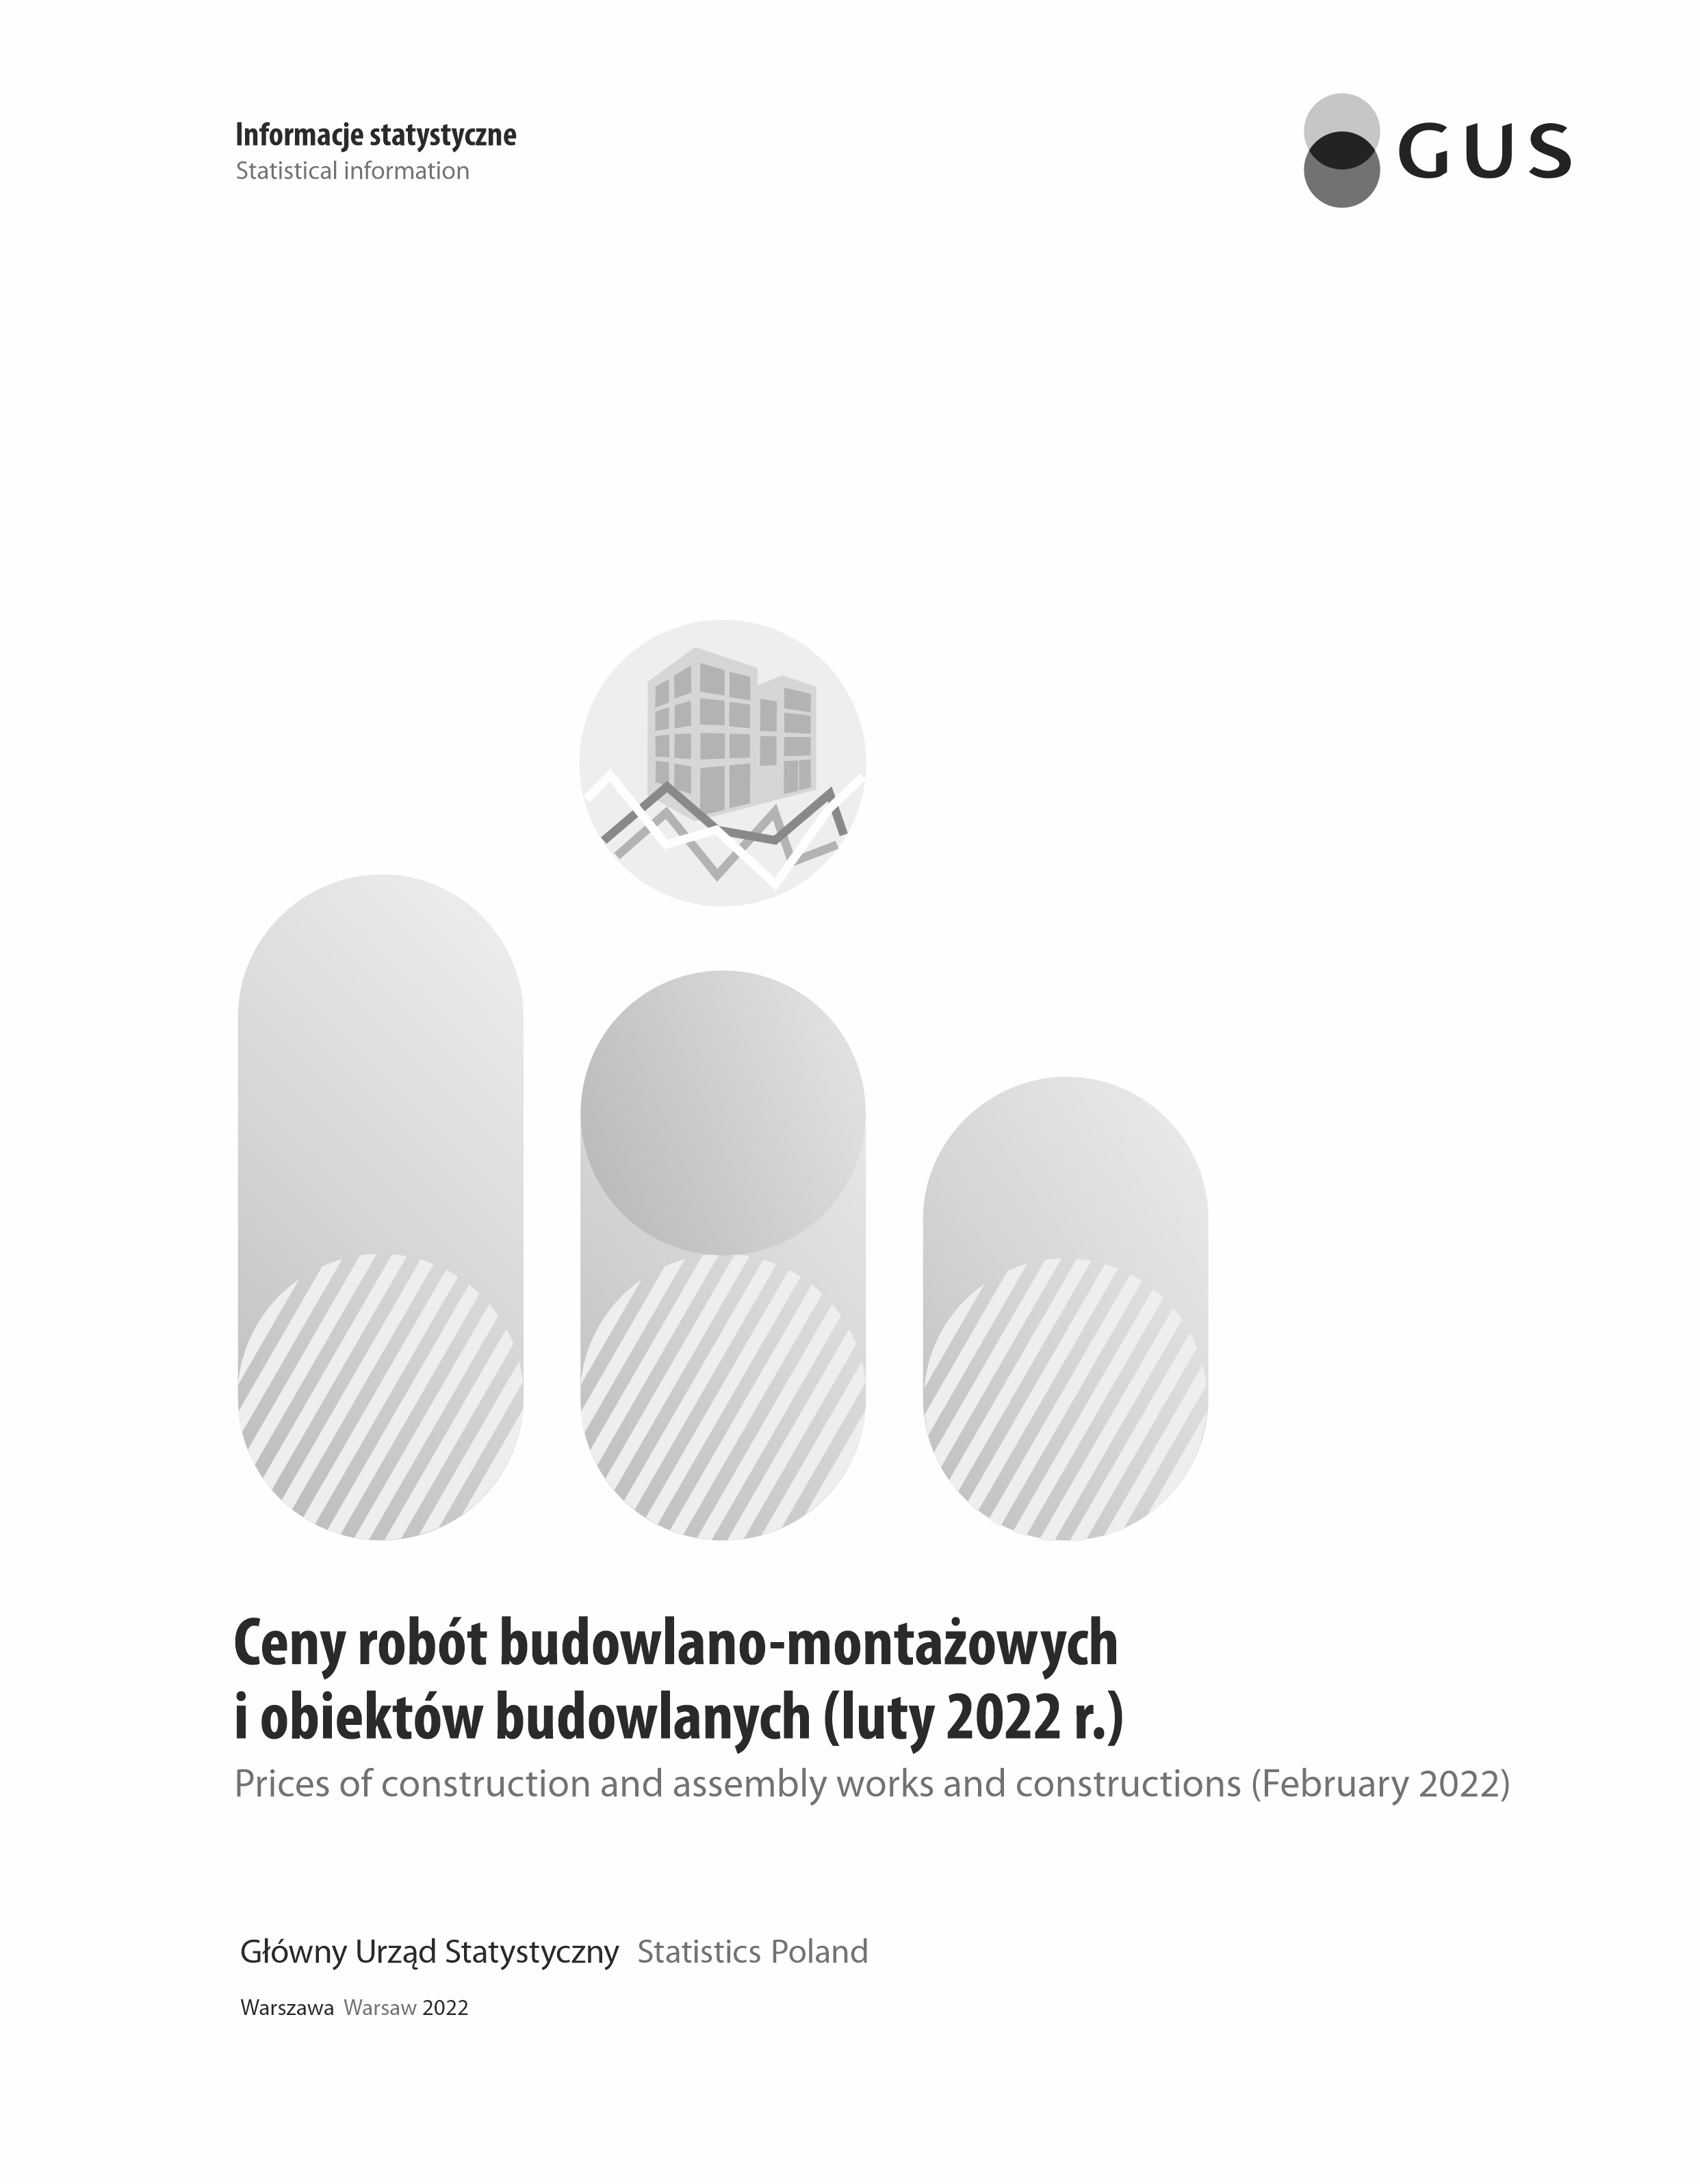 Informacje statystyczne
Statistical information
GUS
Ceny robót budowlano-montażowych
i obiektów budowlanych (luty 2022 r.)
Prices of construction and assembly works and constructions (February 2022)
Główny Urząd Statystyczny Statistics Poland
Warszawa Warsaw 2022